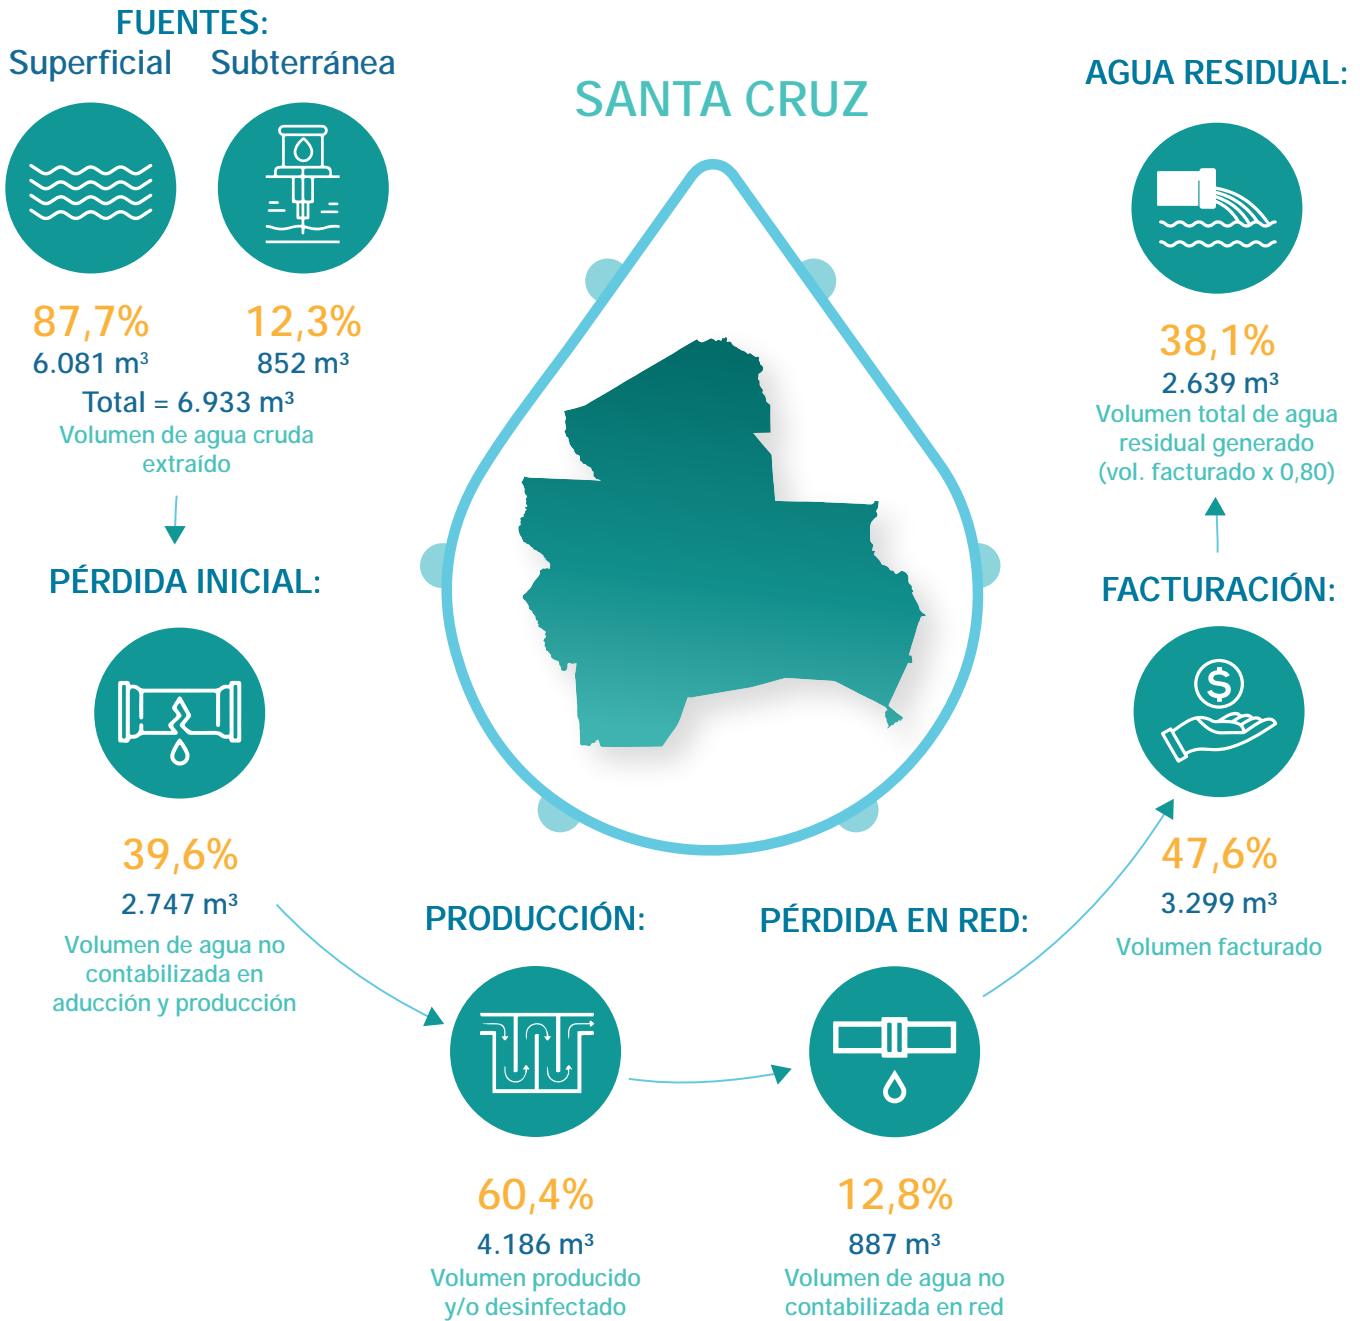 FUENTES:
Superficial
Subterránea
87,7%
6.081 m³
12,3%
852 m³
Total = 6.933 m³
Volumen de agua cruda
extraído
PÉRDIDA INICIAL:
39,6%
2.747 m³
Volumen de agua no
contabilizada en
aducción y producción
SANTA CRUZ
PRODUCCIÓN:
60,4%
4.186 m³
Volumen producido
y/o desinfectado
PÉRDIDA EN RED:
12,8%
887 m³
Volumen de agua no
contabilizada en red
FACTURACIÓN:
$
47,6%
3.299 m³
Volumen facturado
AGUA RESIDUAL:
38,1%
2.639 m³
Volumen total de agua
residual generado
(vol. facturado x 0,80)